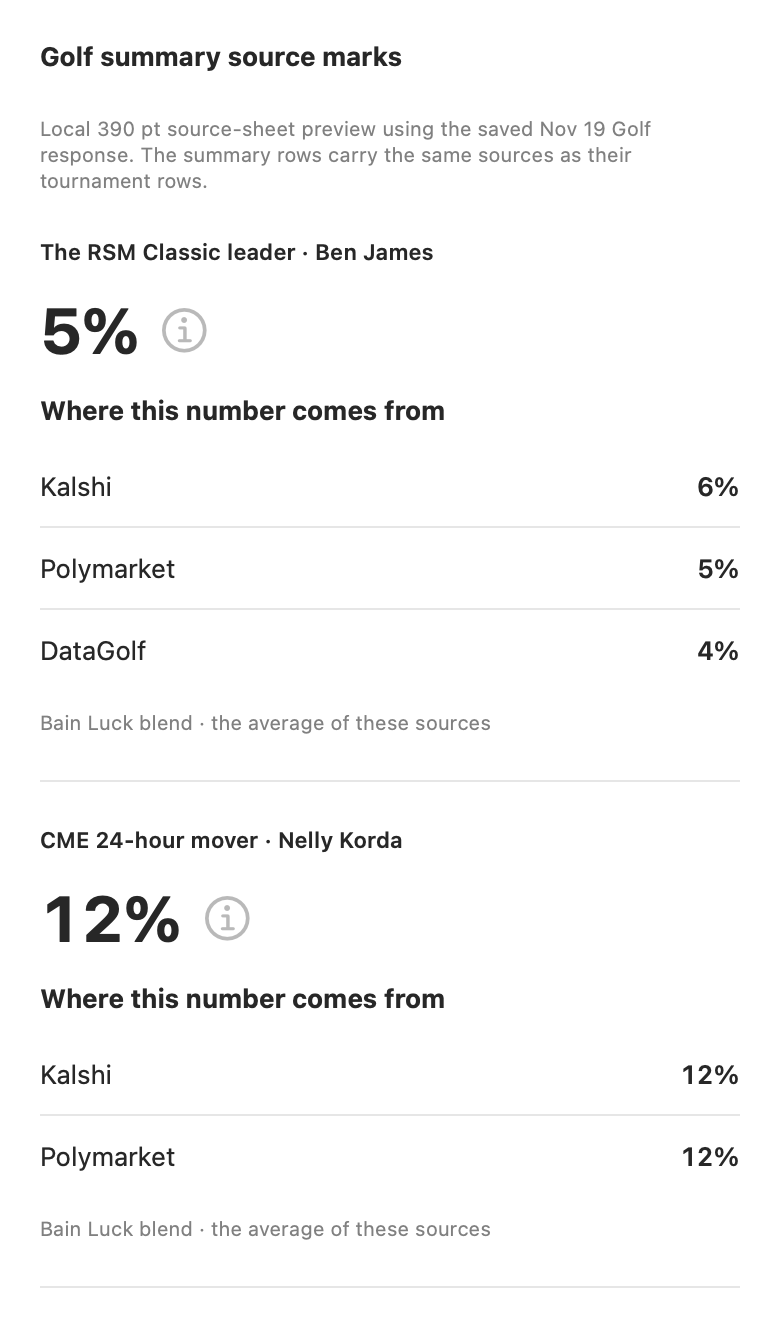 Golf summary source marks
Local 390 pt source-sheet preview using the saved Nov 19 Golf
response. The summary rows carry the same sources as their
tournament rows.
The RSM Classic leader · Ben James
5%
Where this number comes from
Kalshi 6%
Polymarket 5%
DataGolf 4%
Bain Luck blend · the average of these sources
CME 24-hour mover · Nelly Korda
12%
Where this number comes from
Kalshi 12%
Polymarket 12%
Bain Luck blend · the average of these sources